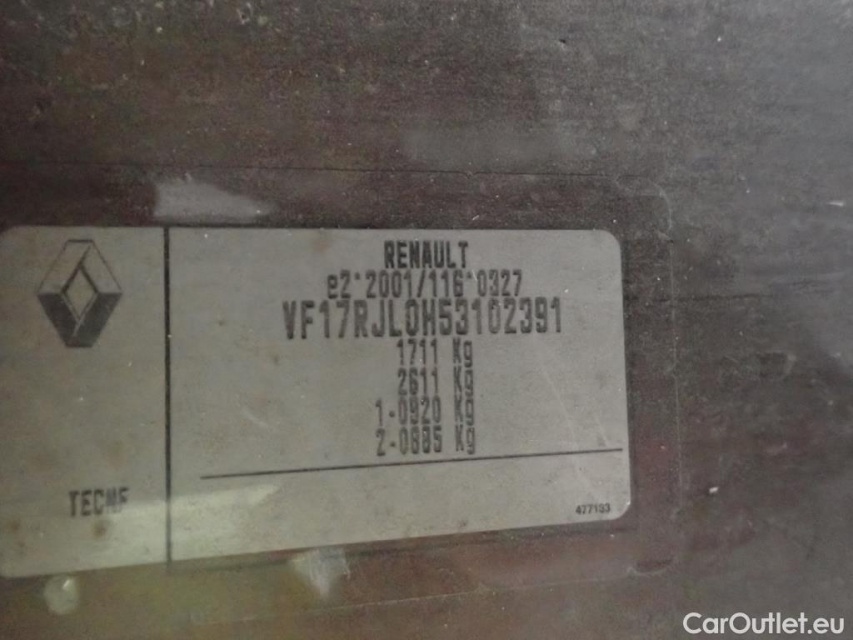 RENAULT
e2*2001/116*0327
VF17RJL0H53102391
1711 Kg
2611 Kg
1-0920 Kg
2-0885 Kg
TECNF
477133
CarOutlet.eu